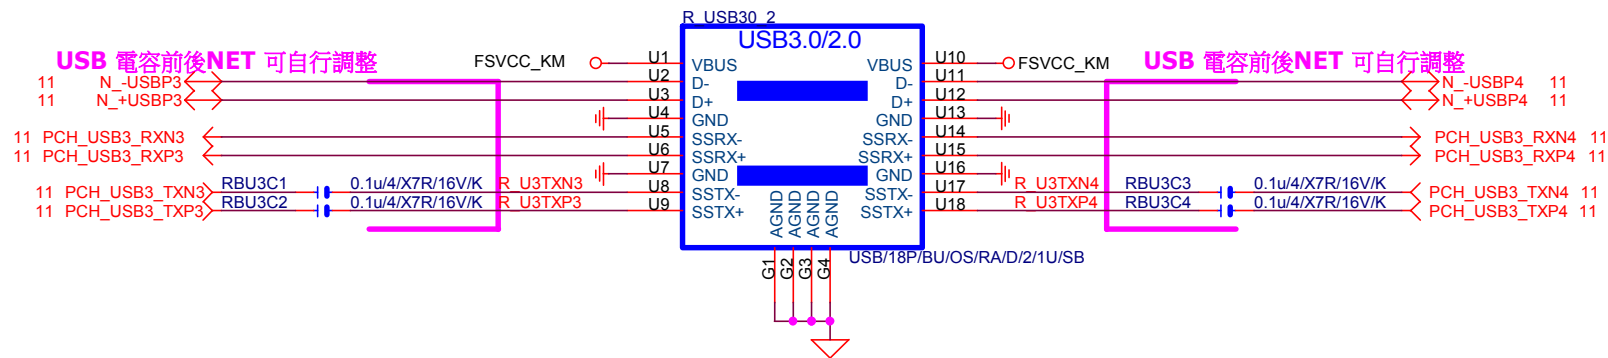 R_USB30_2
USB3.0/2.0
USB 電容前後NET 可自行調整
USB 電容前後NET 可自行調整
FSVCC_KM U1 VBUS
VBUS U10 FSVCC_KM
11 N_-USBP3 U2 D-
D- U11 N_-USBP4 11
11 N_+USBP3 U3 D+
D+ U12 N_+USBP4 11
U4 GND
GND U13
11 PCH_USB3_RXN3 U5 SSRX-
SSRX- U14 PCH_USB3_RXN4 11
11 PCH_USB3_RXP3 U6 SSRX+
SSRX+ U15 PCH_USB3_RXP4 11
U7 GND
GND U16
11 PCH_USB3_TXN3 RBU3C1 0.1u/4/X7R/16V/K R_U3TXN3 U8 SSTX-
SSTX- U17 R_U3TXN4 RBU3C3 0.1u/4/X7R/16V/K PCH_USB3_TXN4 11
11 PCH_USB3_TXP3 RBU3C2 0.1u/4/X7R/16V/K R_U3TXP3 U9 SSTX+
SSTX+ U18 R_U3TXP4 RBU3C4 0.1u/4/X7R/16V/K PCH_USB3_TXP4 11
AGND AGND AGND AGND
G1 G2 G3 G4
USB/18P/BU/OS/RA/D/2/1U/SB